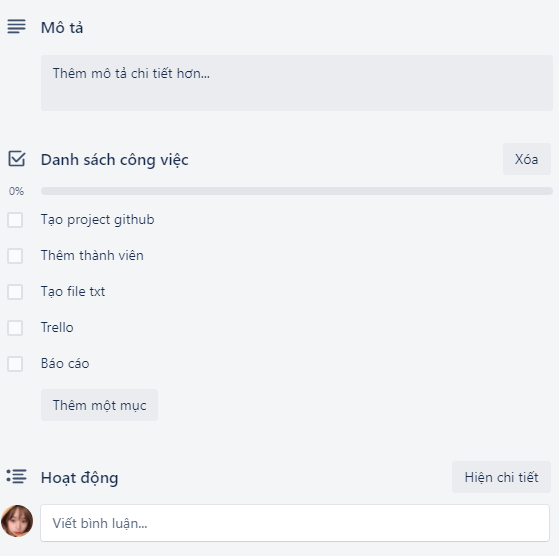 Mô tả
Thêm mô tả chi tiết hơn...
Danh sách công việc
Xóa
0%
Tạo project github
Thêm thành viên
Tạo file txt
Trello
Báo cáo
Thêm một mục
Hoạt động
Hiện chi tiết
Viết bình luận...